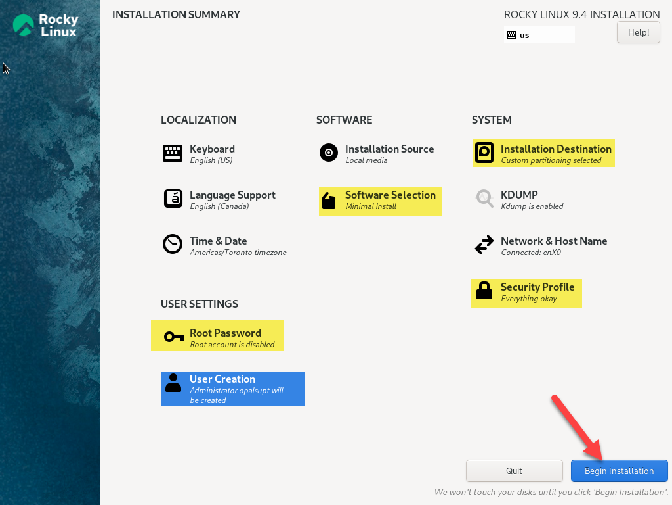 Rocky
Linux
INSTALLATION SUMMARY
ROCKY LINUX 9.4 INSTALLATION
us
Help!
LOCALIZATION
Keyboard
English (US)
Language Support
English (Canada)
Time & Date
Americas/Toronto timezone
USER SETTINGS
Root Password
Root account is disabled
User Creation
Administrator opalsupt will
be created
SOFTWARE
Installation Source
Local media
Software Selection
Minimal Install
SYSTEM
Installation Destination
Custom partitioning selected
KDUMP
Kdump is enabled
Network & Host Name
Connected: enX0
Security Profile
Everything okay
Quit
Begin Installation
We won't touch your disks until you click 'Begin Installation'.